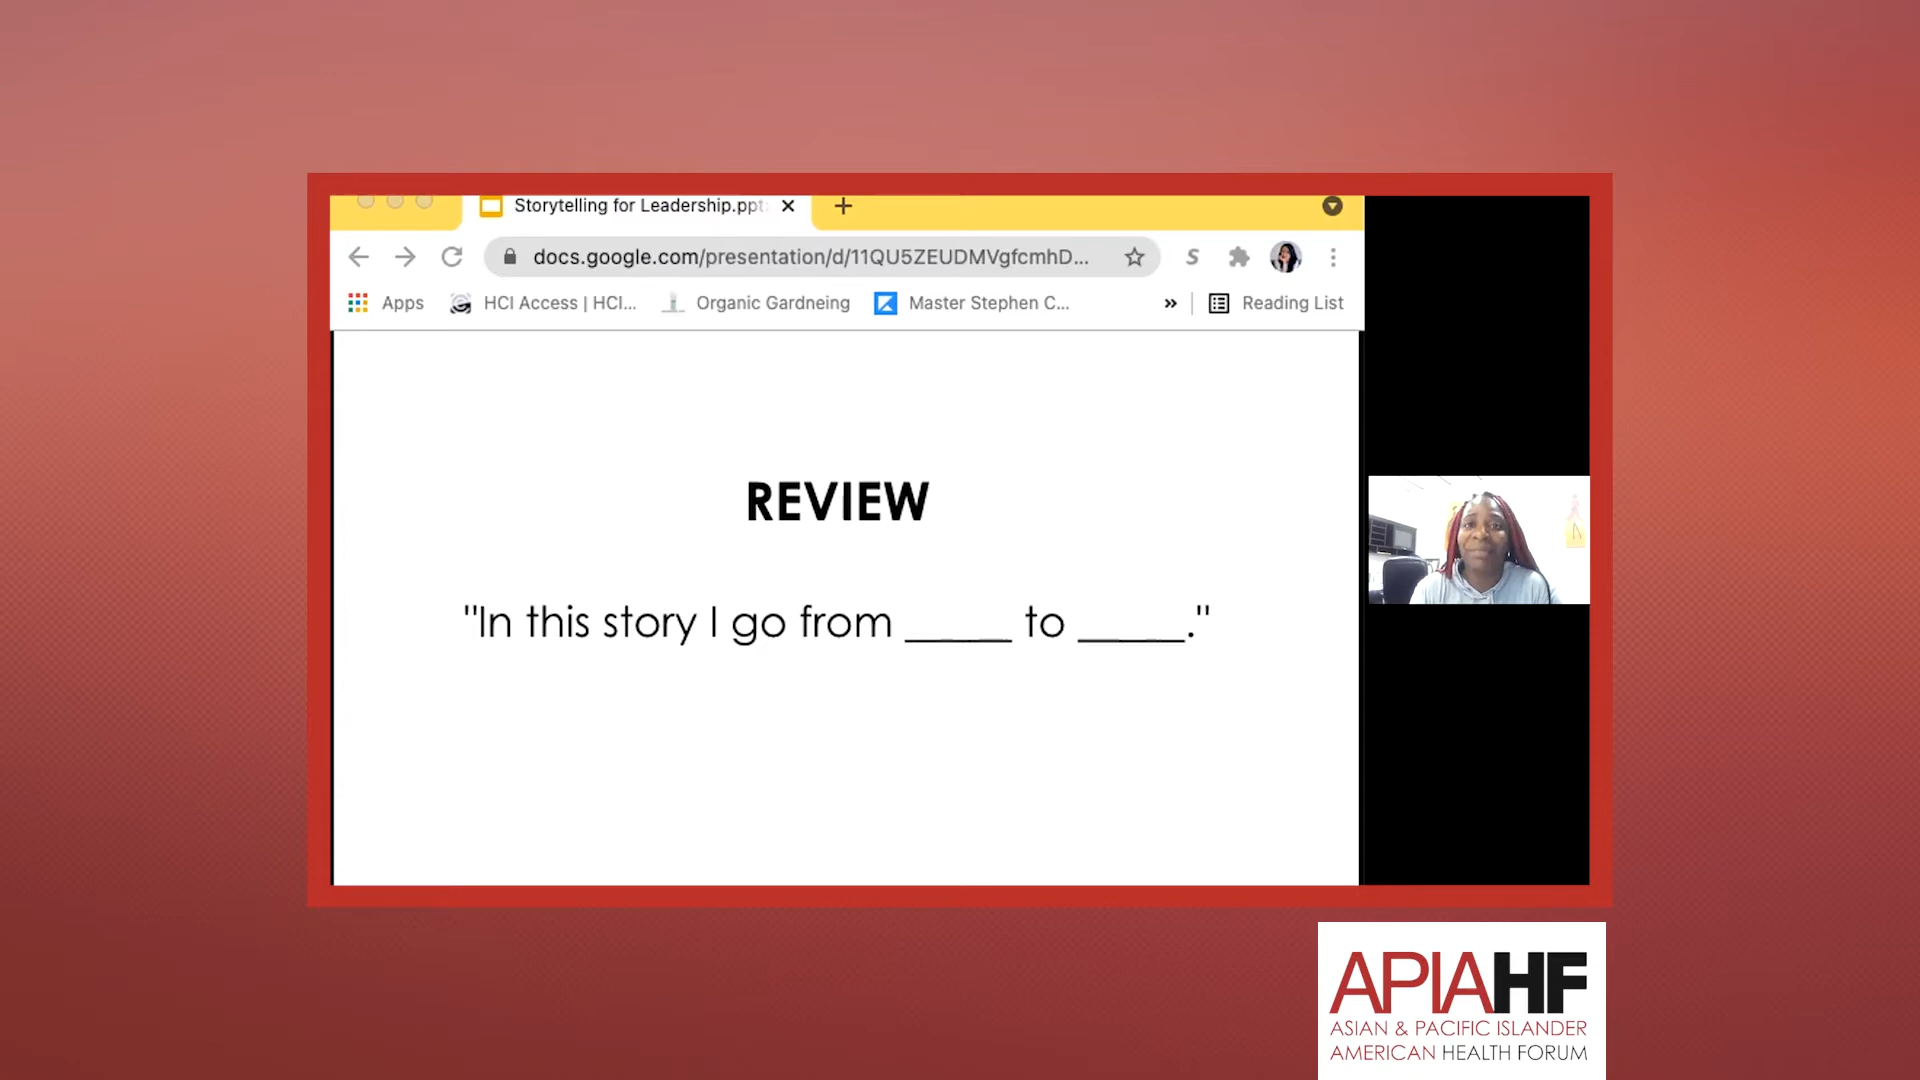 Storytelling for Leadership.ppt
docs.google.com/presentation/d/11QU5ZEUDMVgfcmhD...
S
Apps
HCI Access | HCI...
Organic Gardneing
Master Stephen C...
»
Reading List
REVIEW
"In this story I go from _____ to _____."
APIAHF
ASIAN & PACIFIC ISLANDER
AMERICAN HEALTH FORUM